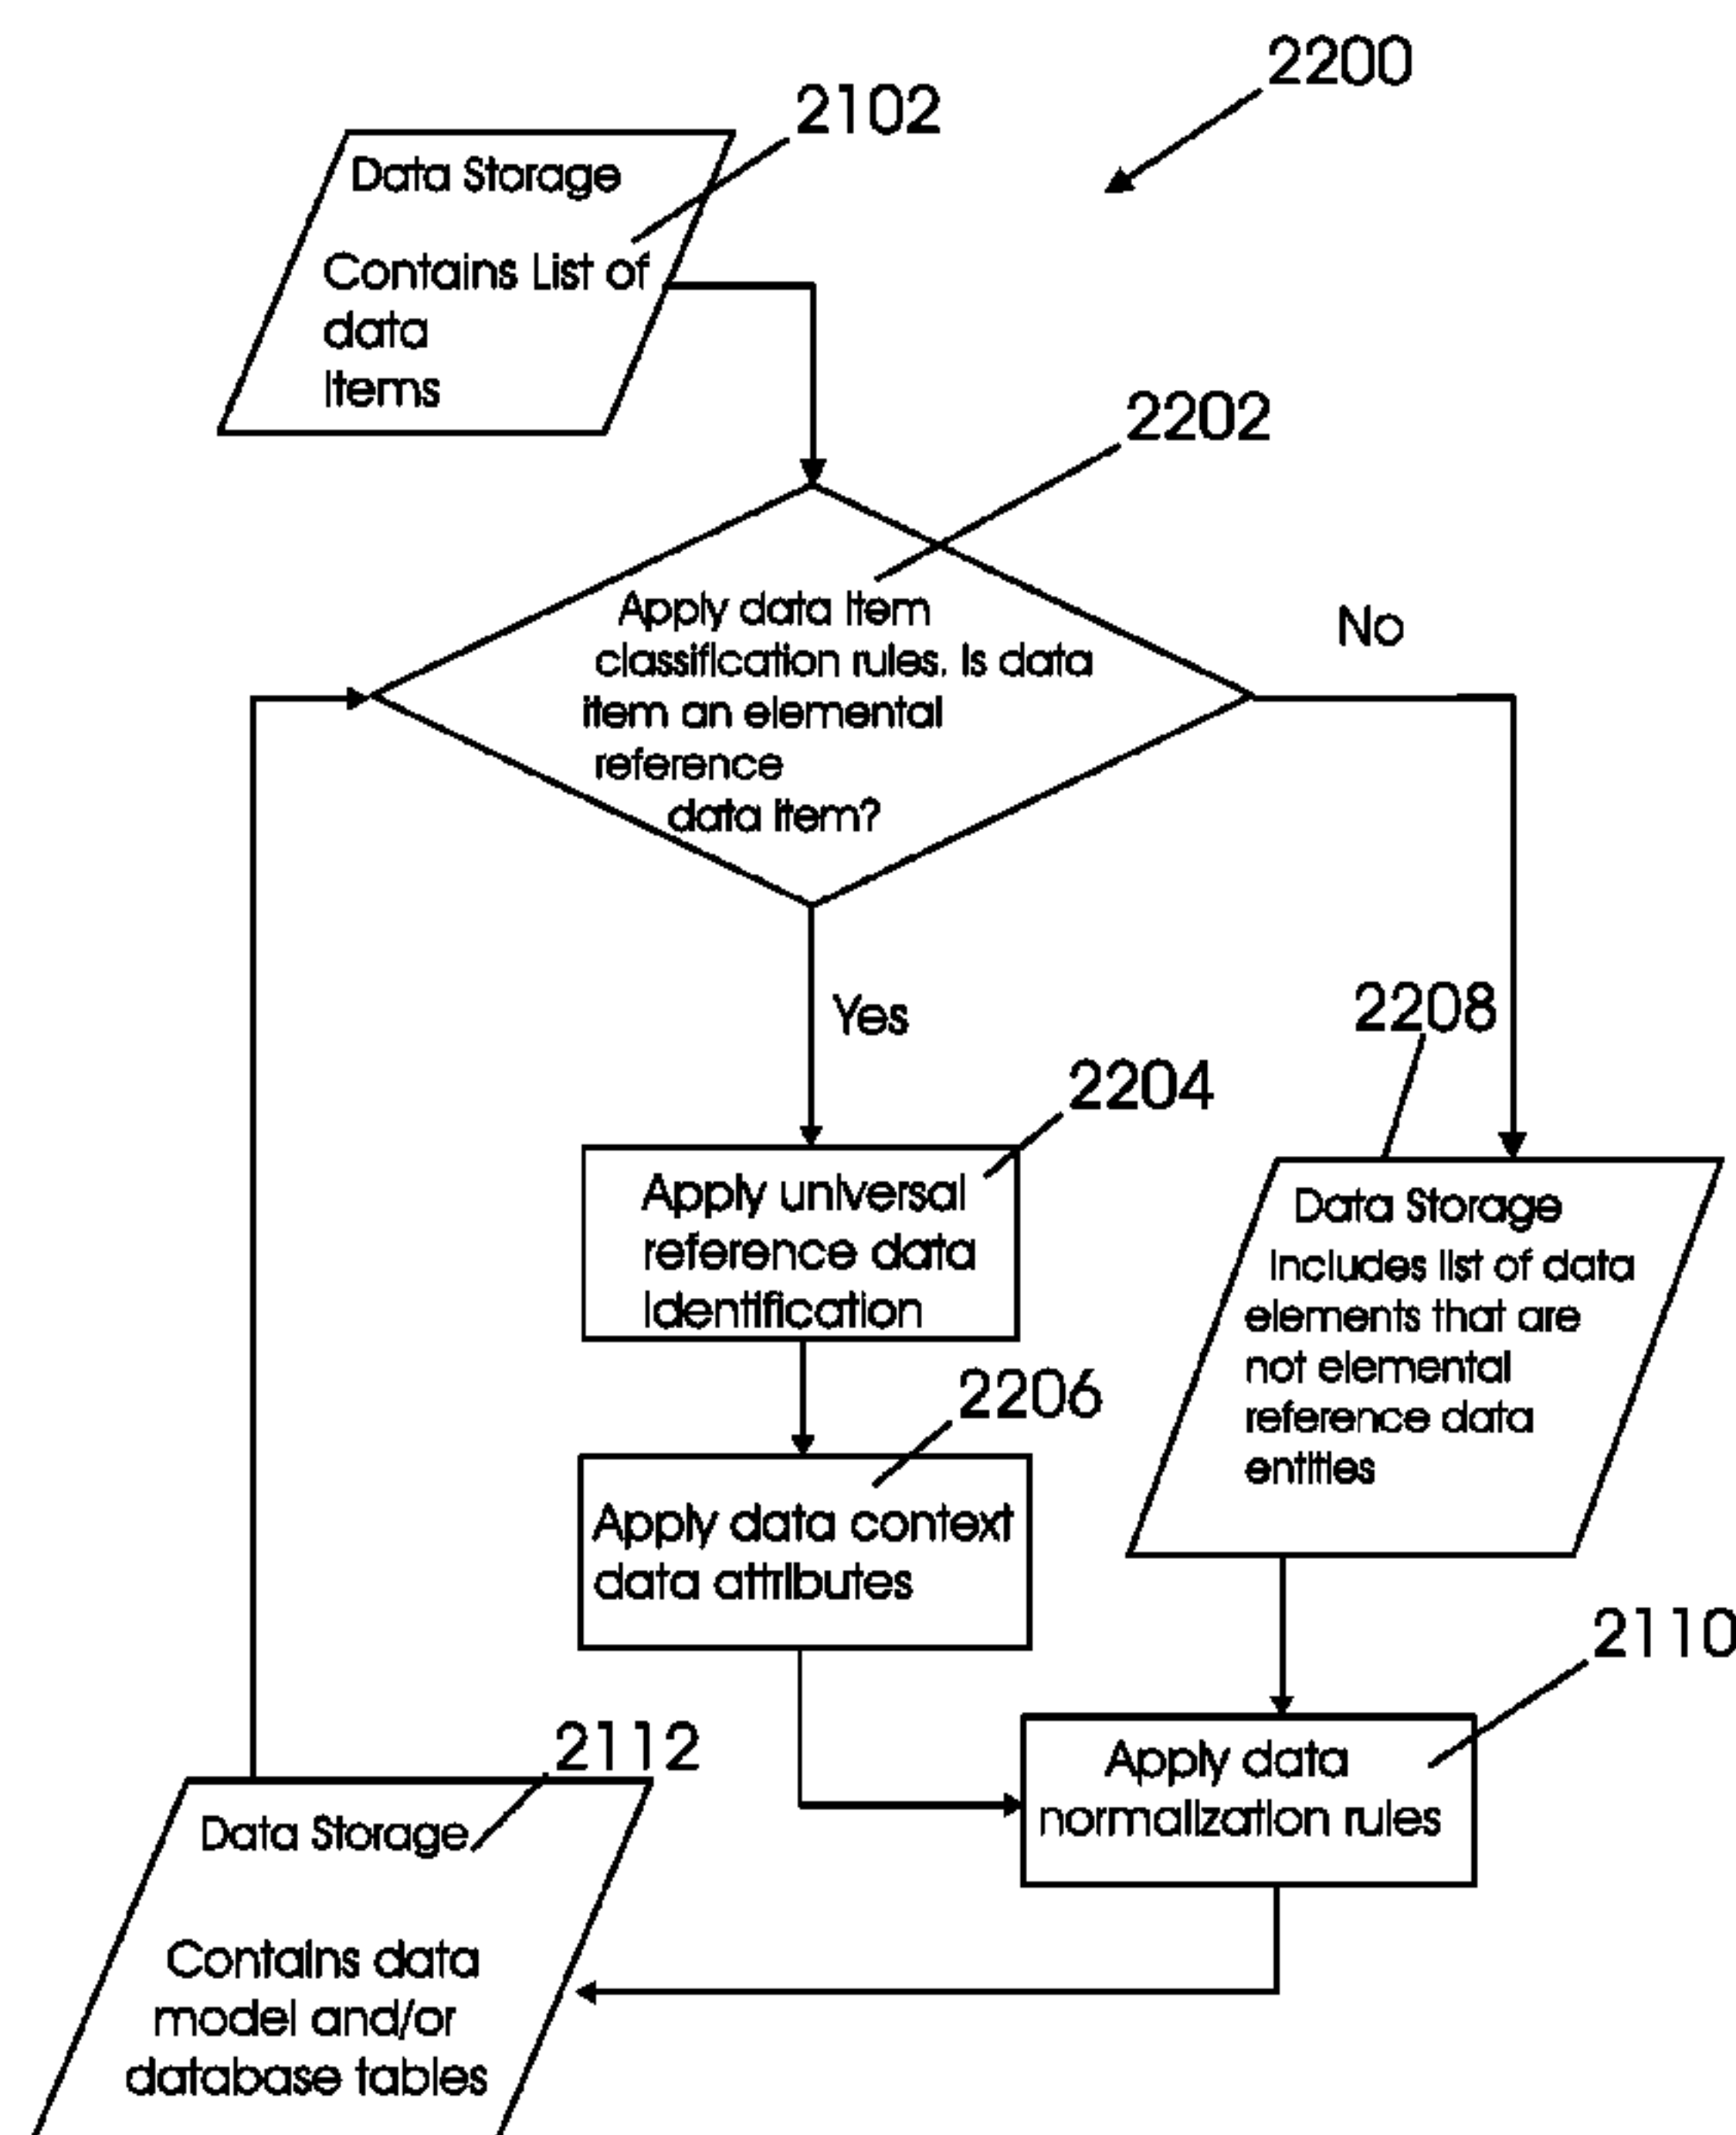 2200
2102
Data Storage
Contains List of
data
Items
2202
Apply data item
classification rules. Is data
item an elemental
reference
data item?
No
Yes
2208
2204
Apply universal
reference data
identification
Data Storage
Includes list of data
elements that are
not elemental
reference data
entities
2206
Apply data context
data attributes
2110
Apply data
normalization rules
2112
Data Storage
Contains data
model and/or
database tables